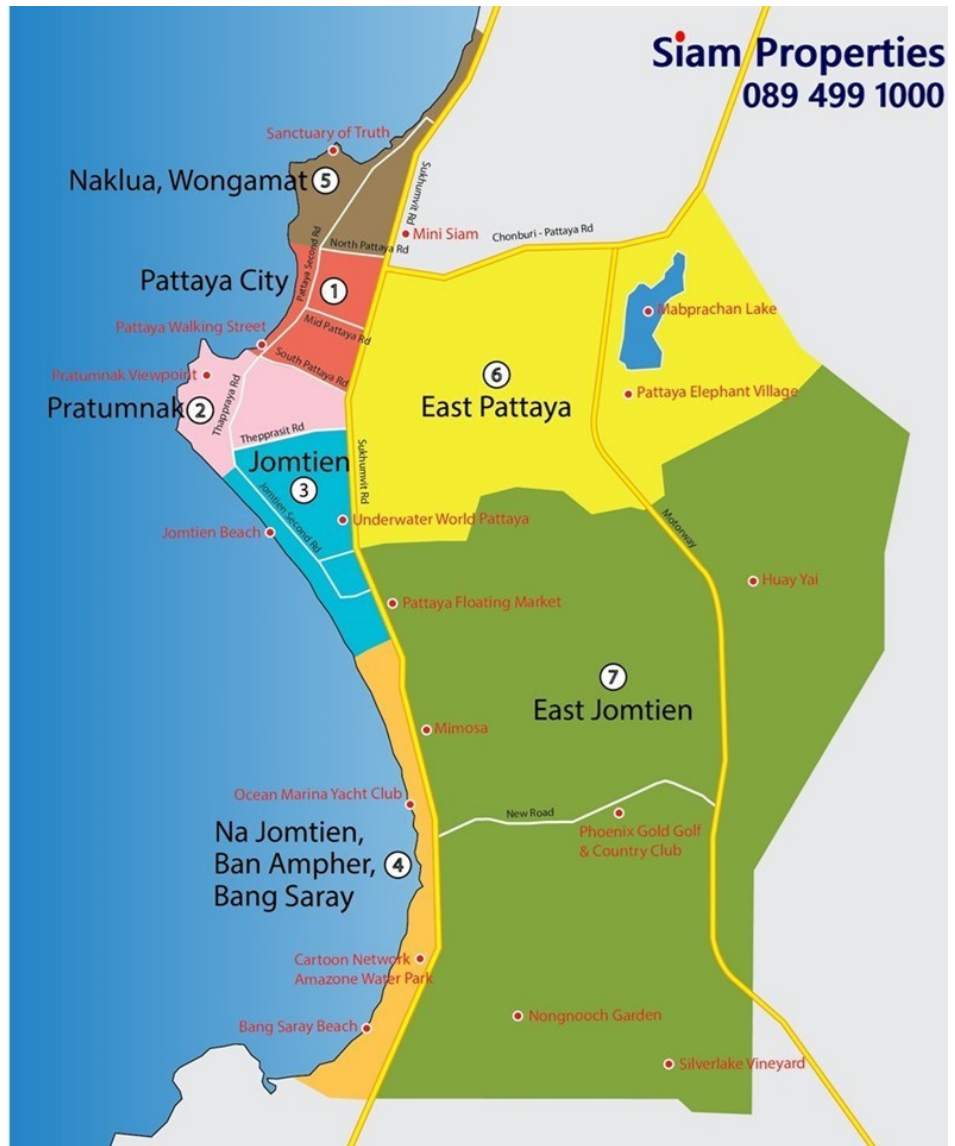 Siam Properties
089 499 1000
Sanctuary of Truth
Naklua, Wongamat 5
Sukhumvit Rd
Mini Siam
Chonburi - Pattaya Rd
North Pattaya Rd
Pattaya Second Rd
Pattaya City
1
Mabprachan Lake
Mid Pattaya Rd
Pattaya Walking Street
South Pattaya Rd
Pratumnak Viewpoint
6
Pattaya Elephant Village
Pratumnak 2
Thappraya Rd
East Pattaya
Thepprasit Rd
Jomtien
3
Sukhumvit Rd
Jomtien Second Rd
Underwater World Pattaya
Motorway
Jomtien Beach
Huay Yai
Pattaya Floating Market
7
East Jomtien
Mimosa
Ocean Marina Yacht Club
New Road
Phoenix Gold Golf
& Country Club
Na Jomtien,
Ban Ampher, 4
Bang Saray
Cartoon Network
Amazone Water Park
Nongnooch Garden
Bang Saray Beach
Silverlake Vineyard